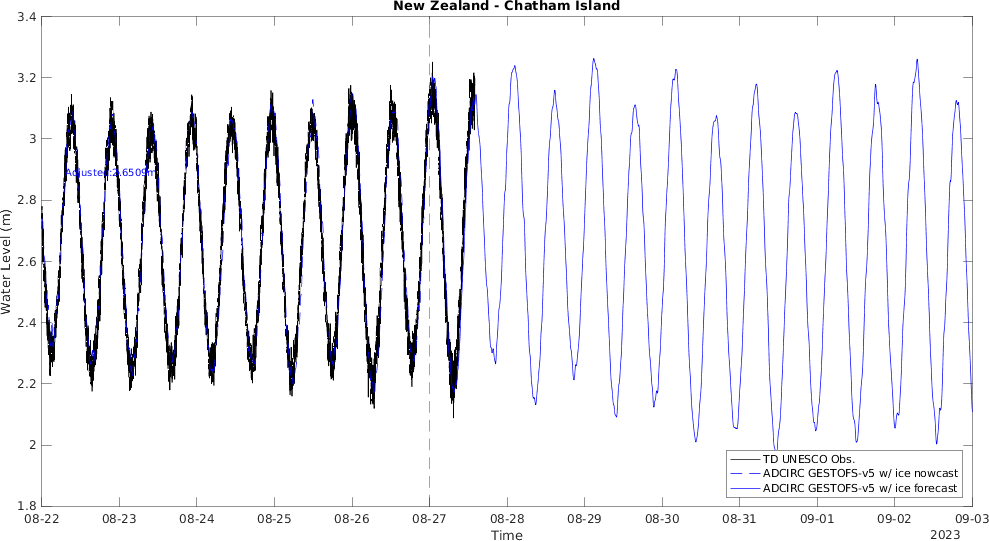 New Zealand - Chatham Island
3.4
3.2
3
2.8
2.6
2.4
2.2
2
1.8
Water Level (m)
Adjusted:2.6509m
TD UNESCO Obs.
ADCIRC GESTOFS-v5 w/ ice nowcast
ADCIRC GESTOFS-v5 w/ ice forecast
08-22 08-23 08-24 08-25 08-26 08-27 08-28 08-29 08-30 08-31 09-01 09-02 09-03
Time
2023